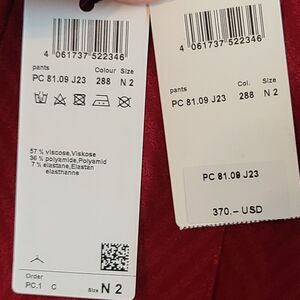 4 061737 522346
pants Colour Size
PC 81.09 J23 288 N 2
57 % viscose,Viskose
36 % polyamide,Polyamid
7 % elastane,Elastan
elasthanne
Order
PC.1 C Size N 2
4 061737 522346
pants Col. Size
PC 81.09 J23 288 N 2
PC 81.09 J23
370.– USD